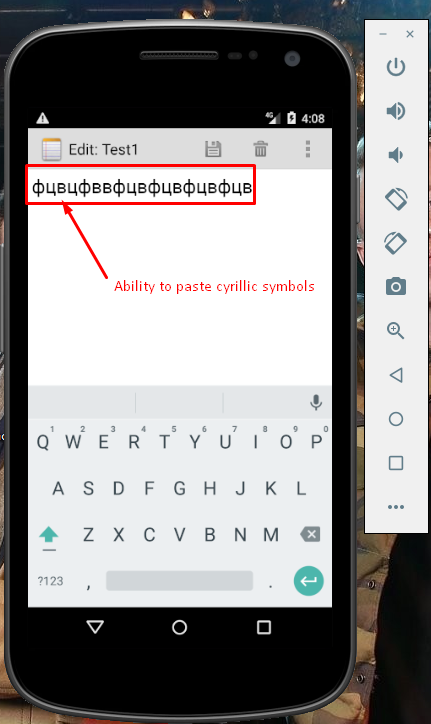 4G 4:08
Edit: Test1
фцвцфввфцвфцвфцвфцв
Ability to paste cyrillic symbols
1 2 3 4 5 6 7 8 9 0
Q W E R T Y U I O P
A S D F G H J K L
Z X C V B N M
?123 , .